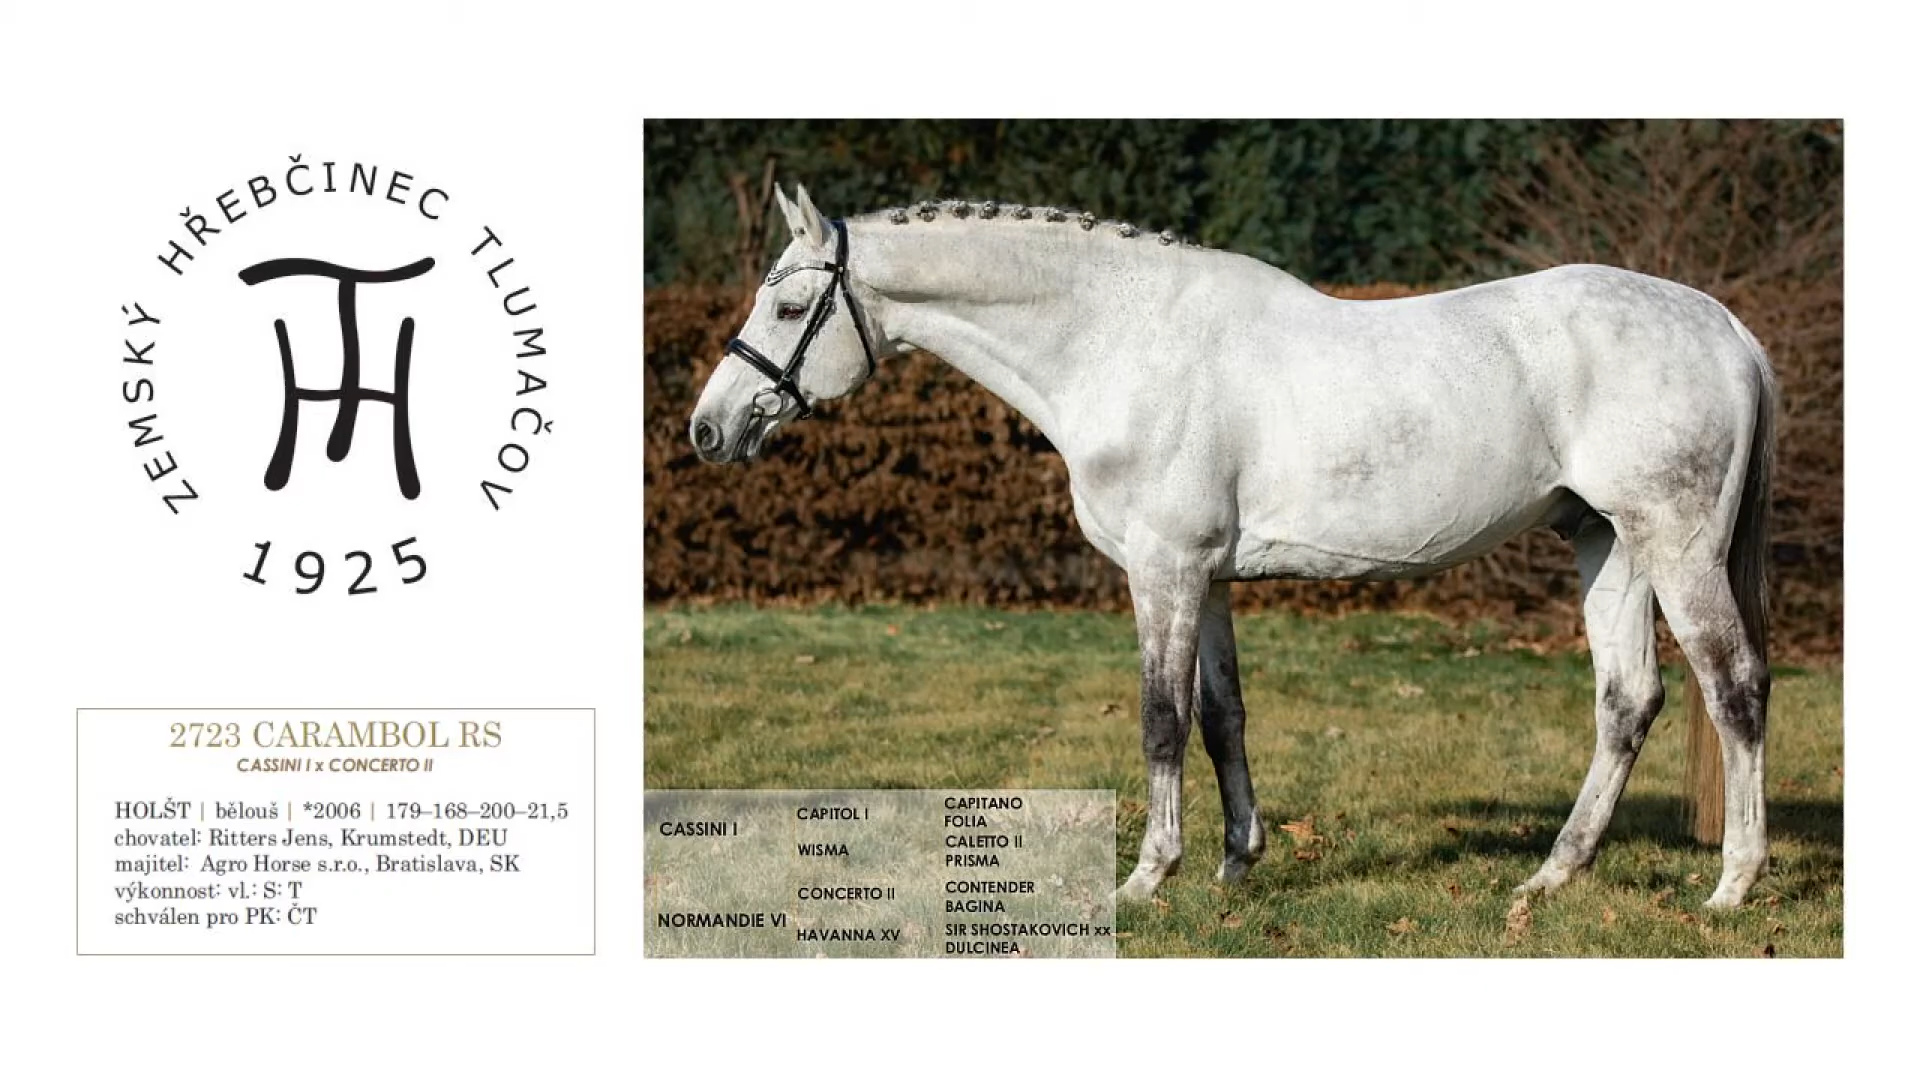 ZEMSKÝ HŘEBČINEC TLUMAČOV
TH
1925
2723 CARAMBOL RS
CASSINI I x CONCERTO II
HOLŠT | bělouš | *2006 | 179–168–200–21,5
chovatel: Ritters Jens, Krumstedt, DEU
majitel: Agro Horse s.r.o., Bratislava, SK
výkonnost: vl.: S: T
schválen pro PK: ČT
CASSINI I
CAPITOL I
WISMA
CAPITANO
FOLIA
CALETTO II
PRISMA
NORMANDIE VI
CONCERTO II
HAVANNA XV
CONTENDER
BAGINA
SIR SHOSTAKOVICH xx
DULCINEA